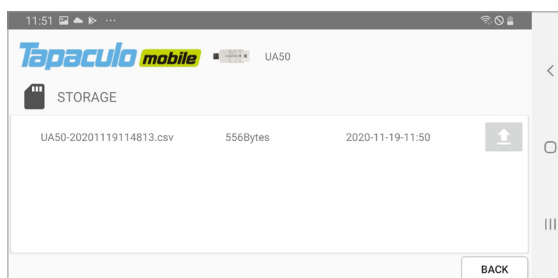 11:51
Tapaculo mobile UA50
STORAGE
UA50-20201119114813.csv 556Bytes 2020-11-19-11:50
BACK